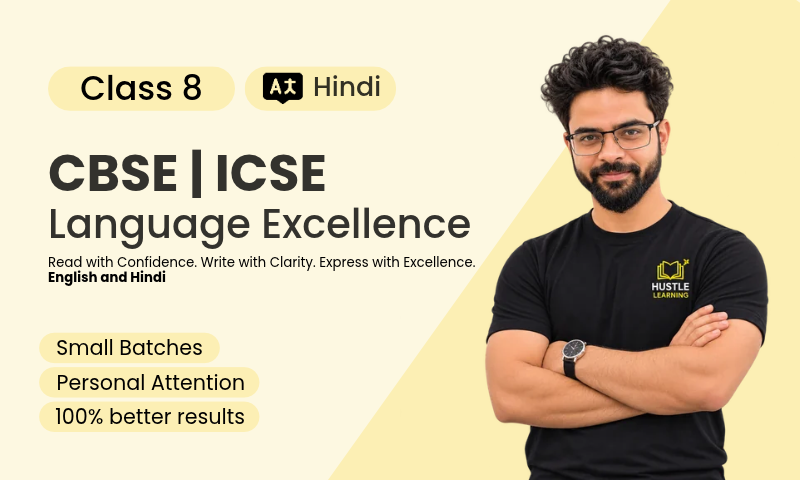 Class 8
Hindi
CBSE | ICSE
Language Excellence
Read with Confidence. Write with Clarity. Express with Excellence.
English and Hindi
Small Batches
Personal Attention
100% better results
HUSTLE
LEARNING